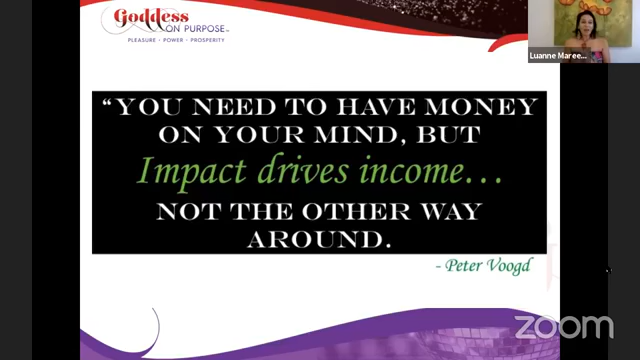 Goddess
ON PURPOSE™
PLEASURE • POWER • PROSPERITY
Luanne Maree...
“YOU NEED TO HAVE MONEY
ON YOUR MIND, BUT
Impact drives income…
NOT THE OTHER WAY
AROUND.
- Peter Voogd
zoom